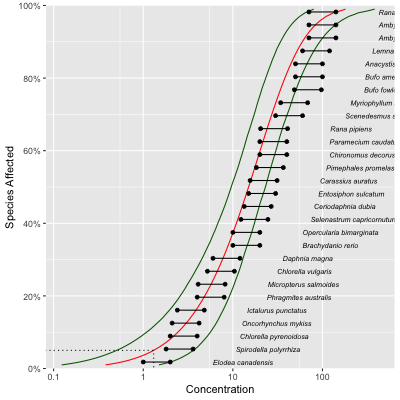 100%
80%
60%
40%
20%
0%
Species Affected
Rana
Amby
Amby
Lemna
Anacystis
Bufo ame
Bufo fowl
Myriophyllum
Scenedesmus s
Rana pipiens
Paramecium caudat
Chironomus decorus
Pimephales promelas
Carassius auratus
Entosiphon sulcatum
Ceriodaphnia dubia
Selenastrum capricornutur
Opercularia bimarginata
Brachydanio rerio
Daphnia magna
Chlorella vulgaris
Micropterus salmoides
Phragmites australis
Ictalurus punctatus
Oncorhynchus mykiss
Chlorella pyrenoidosa
Spirodella polyrrhiza
Elodea canadensis
0.1 1 10 100
Concentration